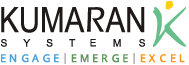 KUMARAN
SYSTEMS
ENGAGE | EMERGE | EXCEL